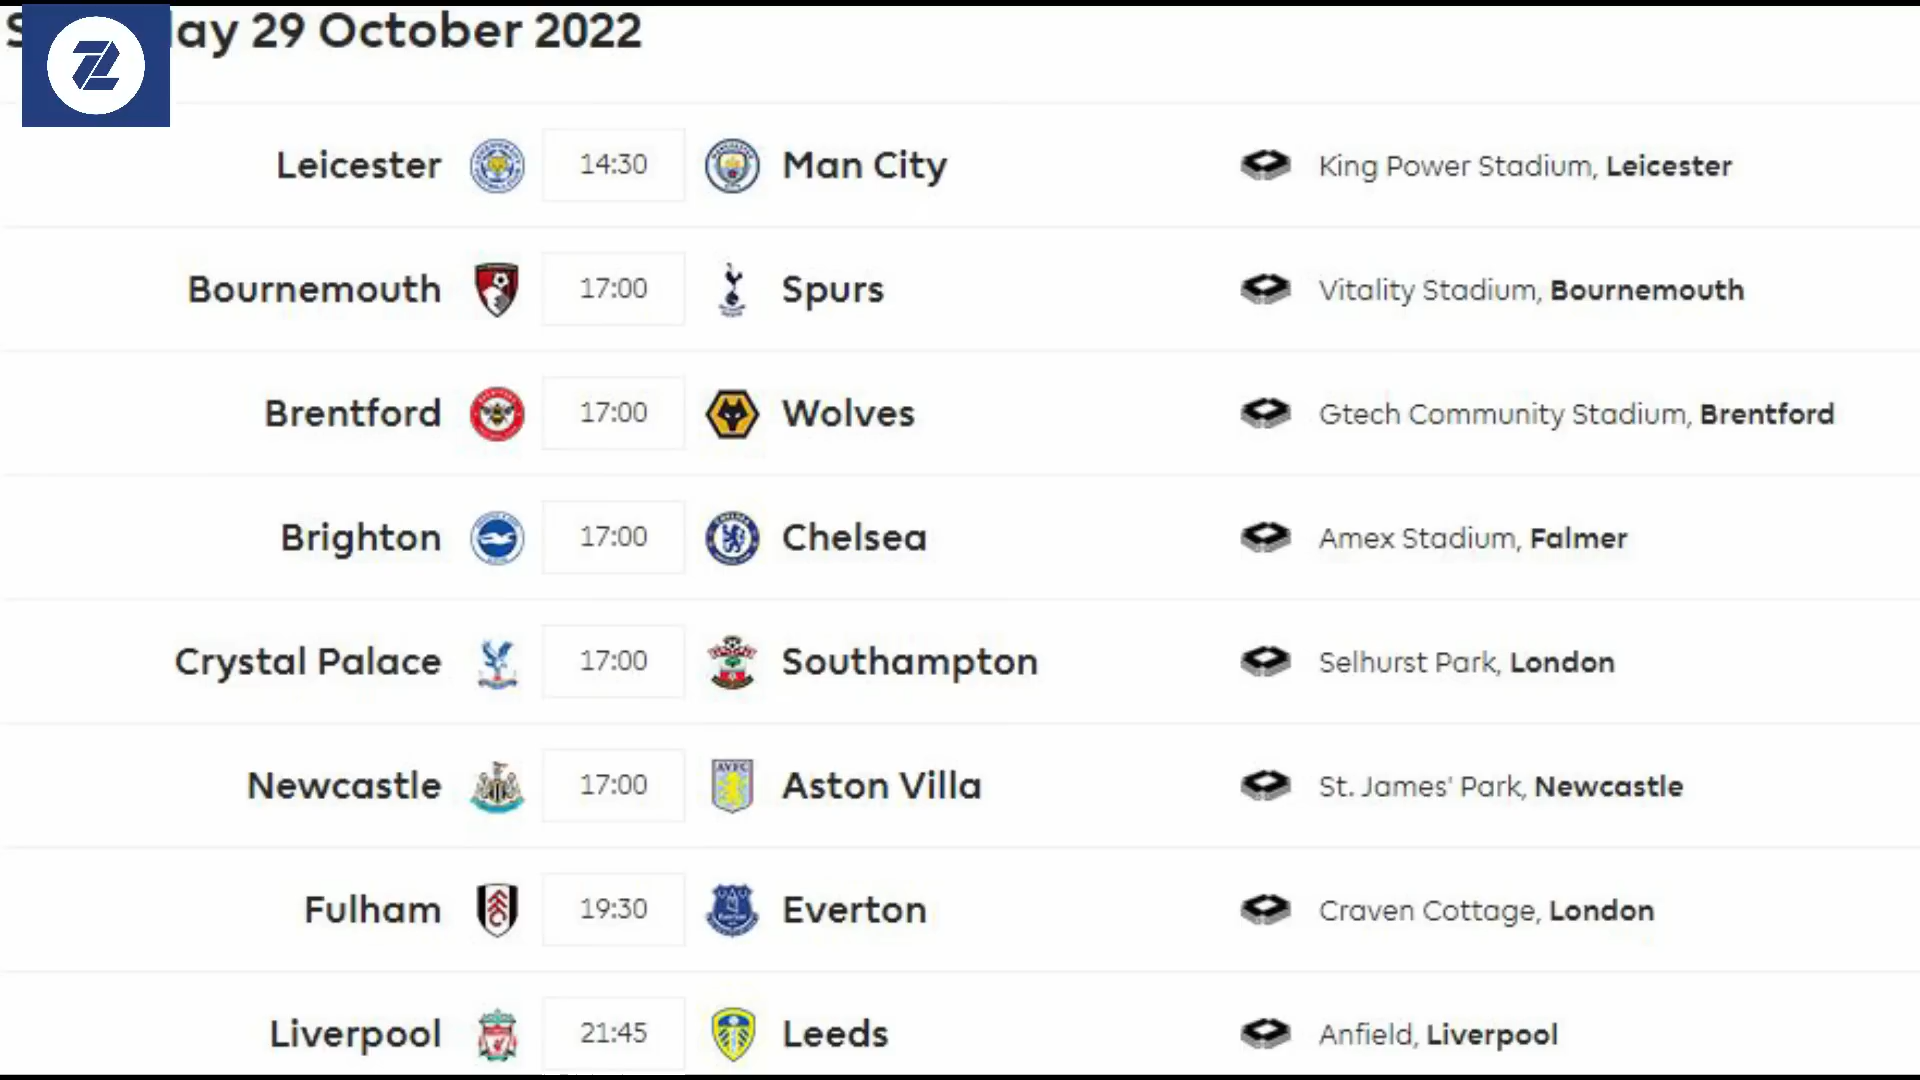 29 October 2022
Leicester 14:30 Man City King Power Stadium, Leicester
Bournemouth 17:00 Spurs Vitality Stadium, Bournemouth
Brentford 17:00 Wolves Gtech Community Stadium, Brentford
Brighton 17:00 Chelsea Amex Stadium, Falmer
Crystal Palace 17:00 Southampton Selhurst Park, London
Newcastle 17:00 Aston Villa St. James' Park, Newcastle
Fulham 19:30 Everton Craven Cottage, London
Liverpool 21:45 Leeds Anfield, Liverpool